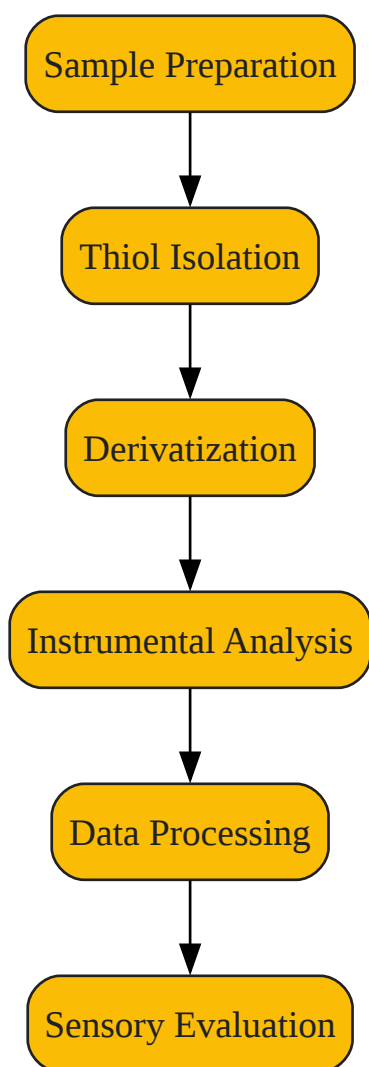 Sample Preparation
Thiol Isolation
Derivatization
Instrumental Analysis
Data Processing
Sensory Evaluation